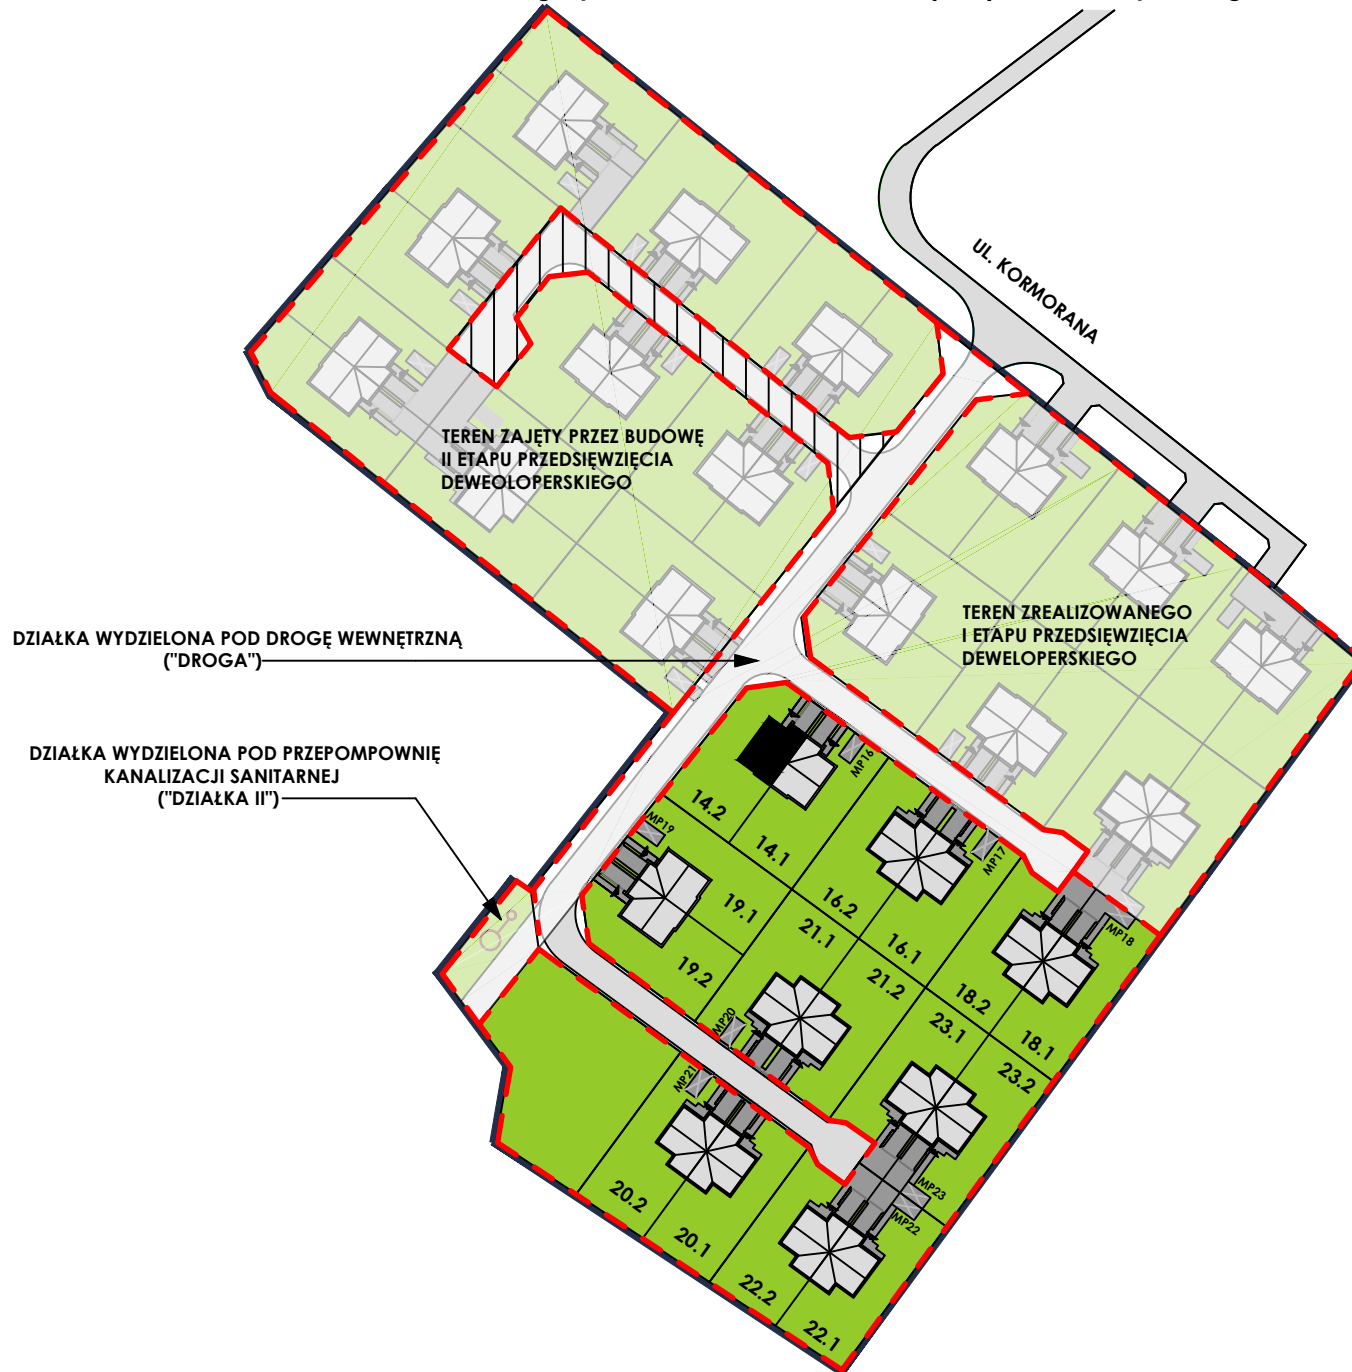 UL. KORMORANA
TEREN ZAJĘTY PRZEZ BUDOWĘ
II ETAPU PRZEDSIĘWZIĘCIA
DEWEOLOPERSKIEGO
TEREN ZREALIZOWANEGO
I ETAPU PRZEDSIĘWZIĘCIA
DEWELOPERSKIEGO
DZIAŁKA WYDZIELONA POD DROGĘ WEWNĘTRZNĄ
("DROGA")
DZIAŁKA WYDZIELONA POD PRZEPOMPOWNIĘ
KANALIZACJI SANITARNEJ
("DZIAŁKA II")
MP16
14.2
14.1
MP19
MP17
19.1
16.2
21.1
16.1
MP18
19.2
21.2
18.2
18.1
MP20
23.1
23.2
MP21
20.2
20.1
MP23
MP22
22.2
22.1